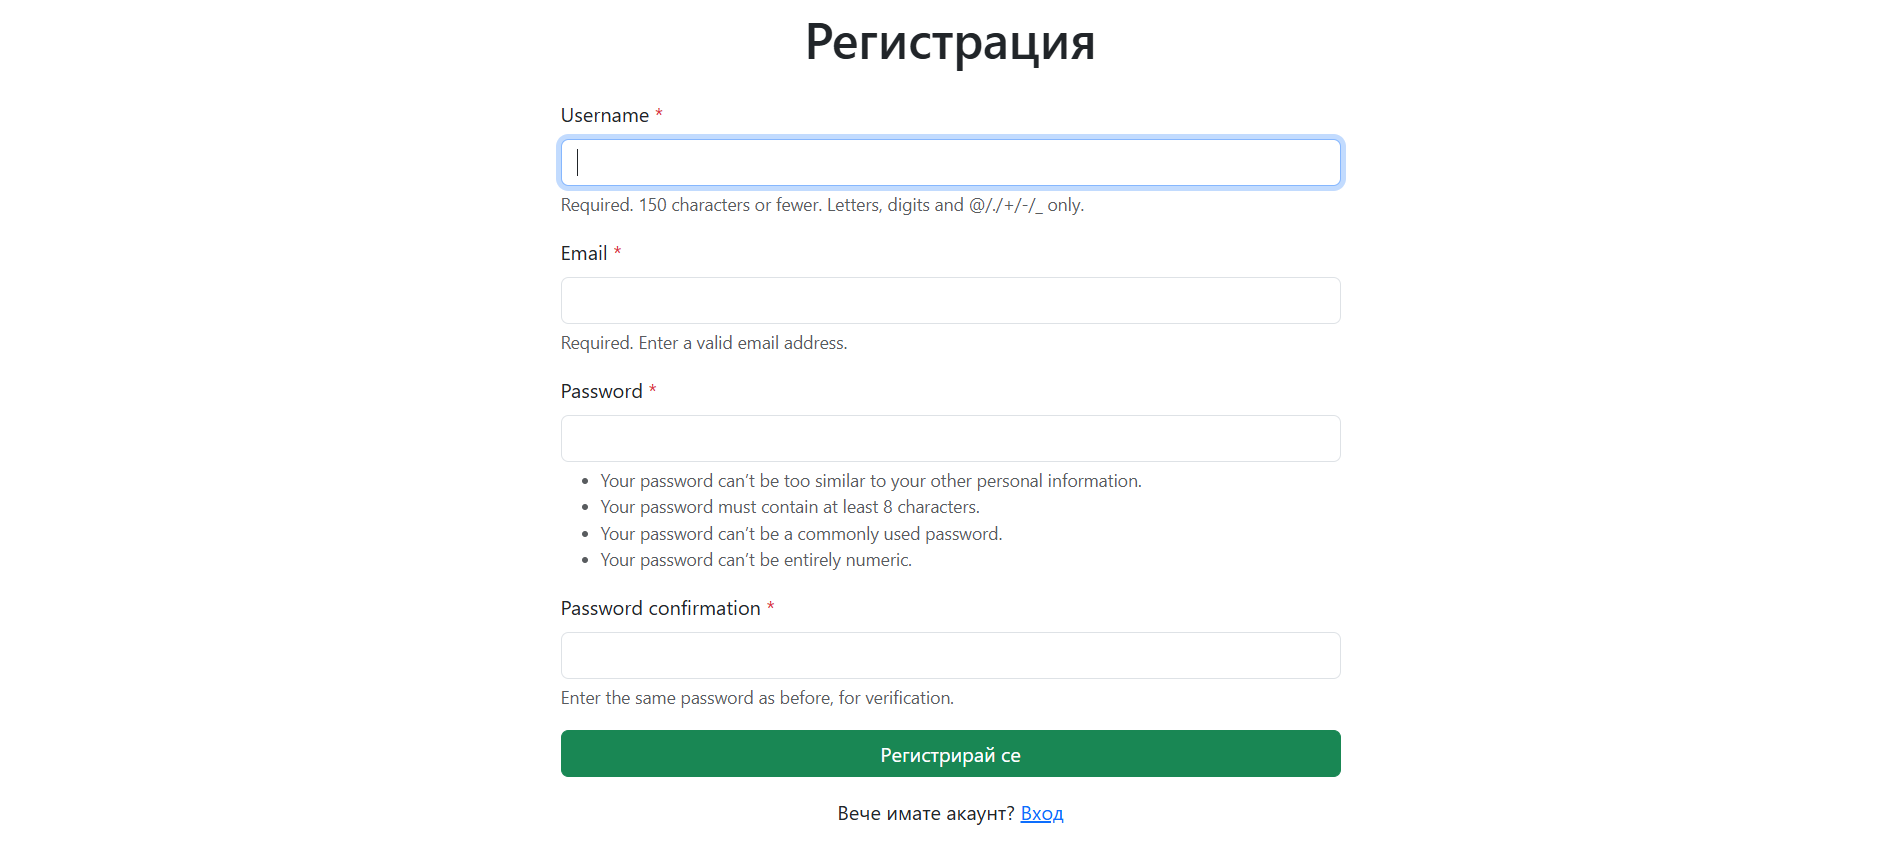 Регистрация
Username *
Required. 150 characters or fewer. Letters, digits and @/./+/-/_ only.
Email *
Required. Enter a valid email address.
Password *
• Your password can’t be too similar to your other personal information.
• Your password must contain at least 8 characters.
• Your password can’t be a commonly used password.
• Your password can’t be entirely numeric.
Password confirmation *
Enter the same password as before, for verification.
Регистрирай се
Вече имате акаунт? Вход